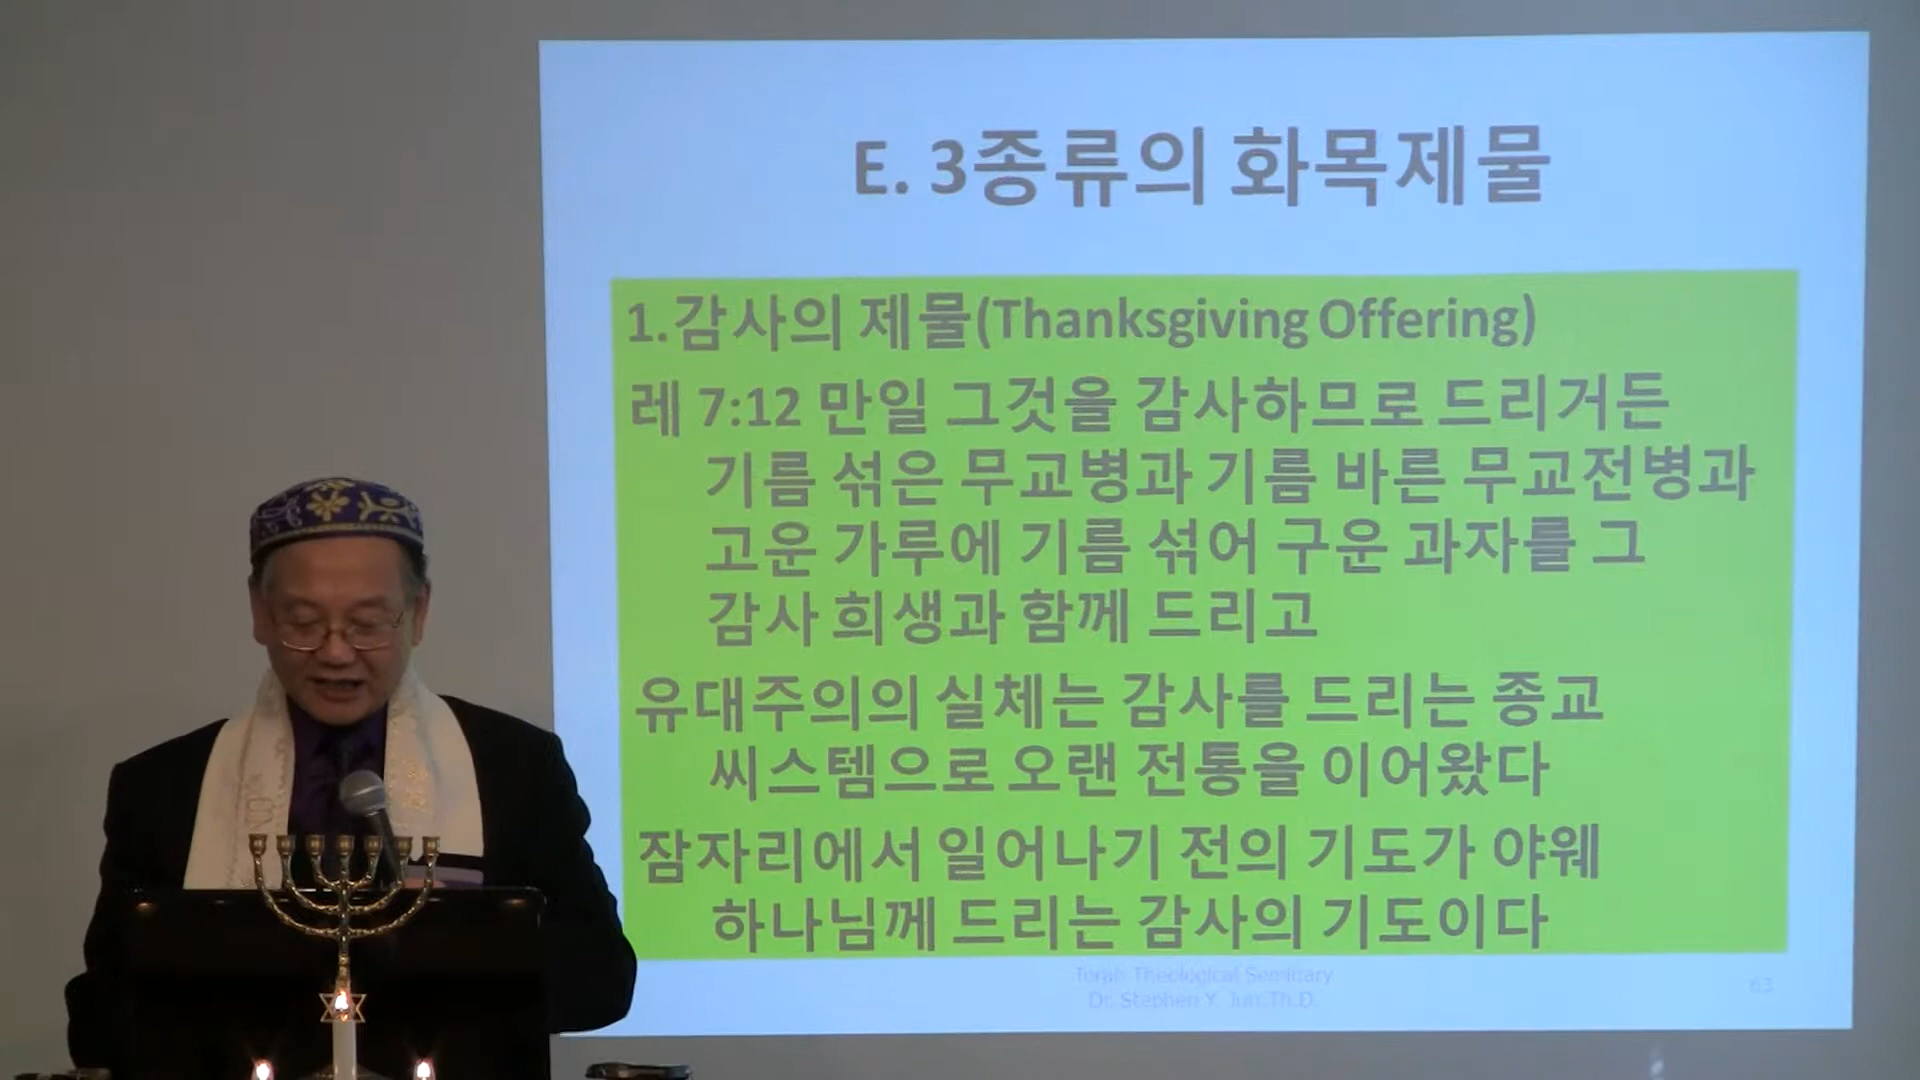 E. 3종류의 화목제물
1.감사의 제물(Thanksgiving Offering)
레 7:12 만일 그것을 감사하므로 드리거든
기름 섞은 무교병과 기름 바른 무교전병과
고운 가루에 기름 섞어 구운 과자를 그
감사 희생과 함께 드리고
유대주의의 실체는 감사를 드리는 종교
씨스템으로 오랜 전통을 이어왔다
잠자리에서 일어나기 전의 기도가 야웨
하나님께 드리는 감사의 기도이다
Torah Theological Seminary
Dr. Stephen Y. Jun Th.D.
63